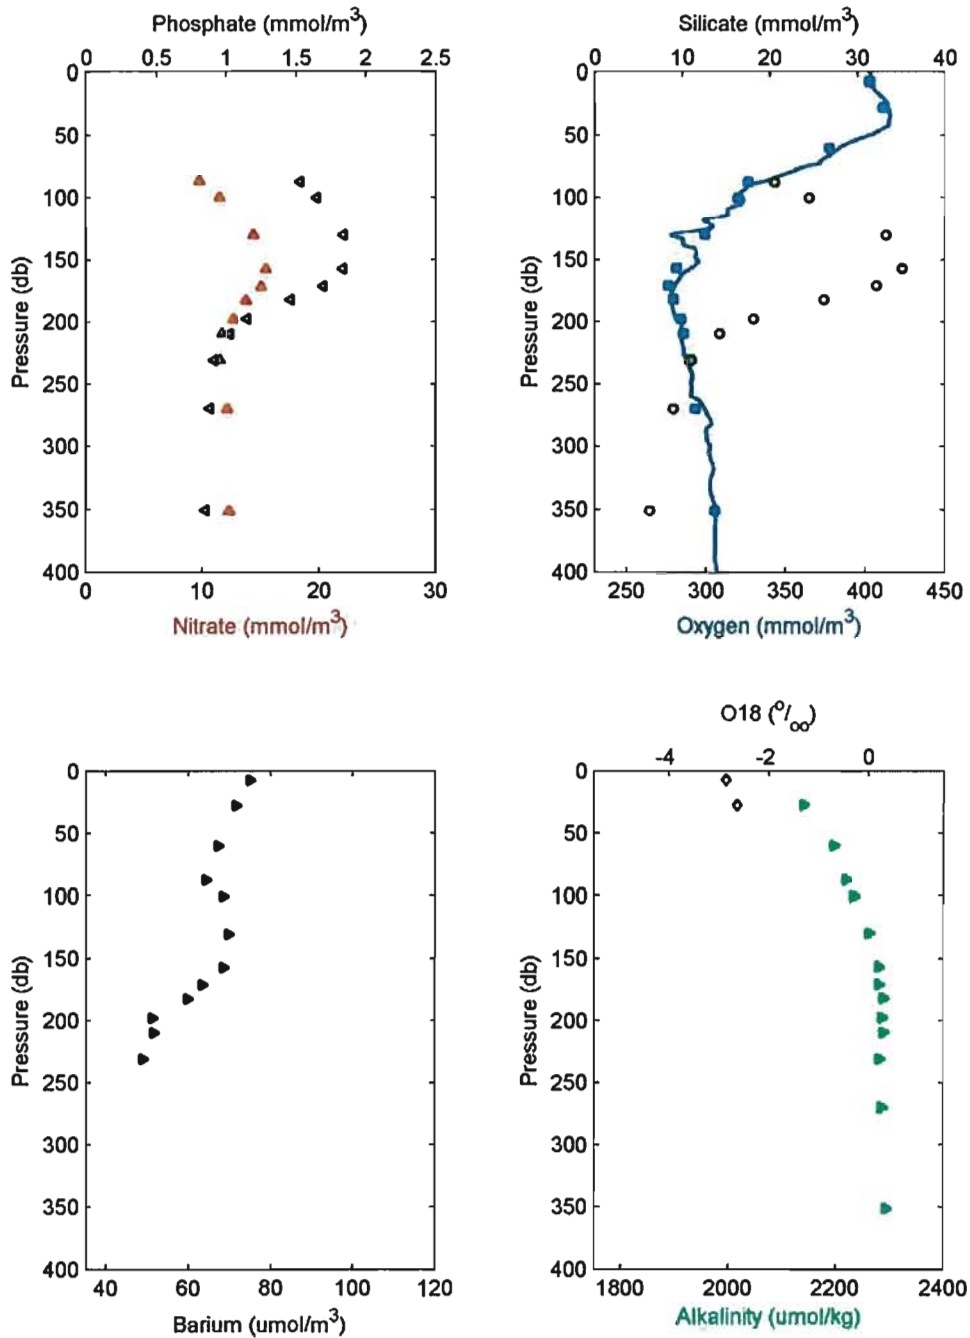 Phosphate (mmol/m³)
0 0.5 1 1.5 2 2.5
0
50
100
150
200
250
300
350
400
Pressure (db)
0 10 20 30
Nitrate (mmol/m³)
Silicate (mmol/m³)
0 10 20 30 40
0
50
100
150
200
250
300
350
400
Pressure (db)
250 300 350 400 450
Oxygen (mmol/m³)
0
50
100
150
200
250
300
350
400
Pressure (db)
40 60 80 100 120
Barium (umol/m³)
O18 (°/oo)
-4 -2 0
0
50
100
150
200
250
300
350
400
Pressure (db)
1800 2000 2200 2400
Alkalinity (umol/kg)